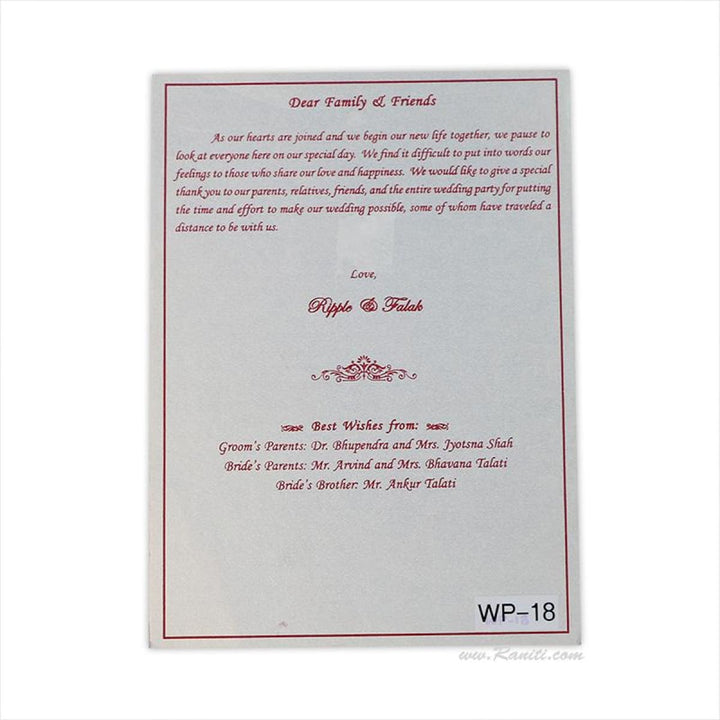 Dear Family & Friends
As our hearts are joined and we begin our new life together, we pause to
look at everyone here on our special day. We find it difficult to put into words our
feelings to those who share our love and happiness. We would like to give a special
thank you to our parents, relatives, friends, and the entire wedding party for putting
the time and effort to make our wedding possible, some of whom have traveled a
distance to be with us.
Love,
Ripple & Falak
Best Wishes from:
Groom's Parents: Dr. Bhupendra and Mrs. Jyotsna Shah
Bride's Parents: Mr. Arvind and Mrs. Bhavana Talati
Bride's Brother: Mr. Ankur Talati
WP-18
www.Raniti.com